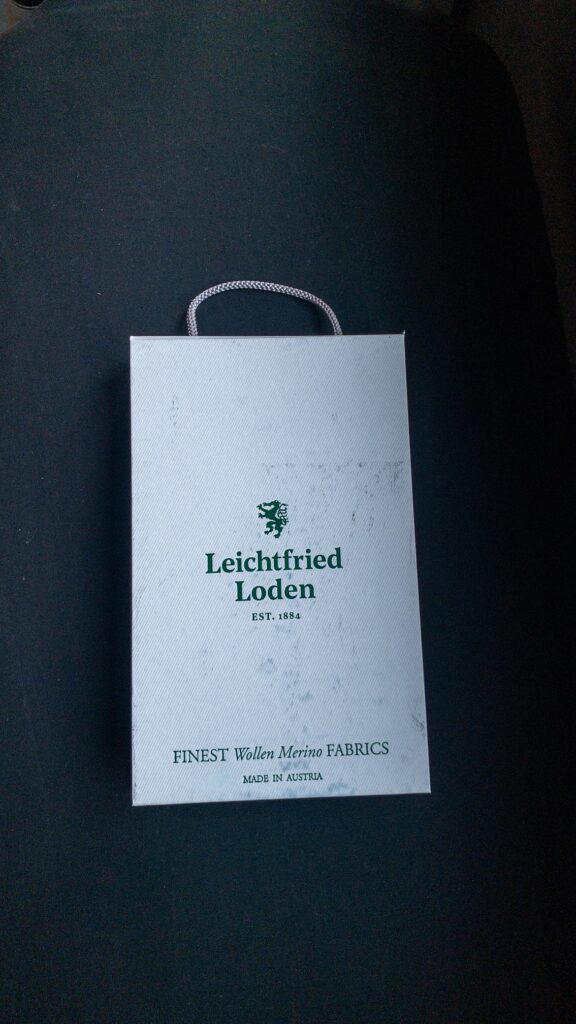 Leichtfried
Loden
EST. 1884
FINEST Wollen Merino FABRICS
MADE IN AUSTRIA